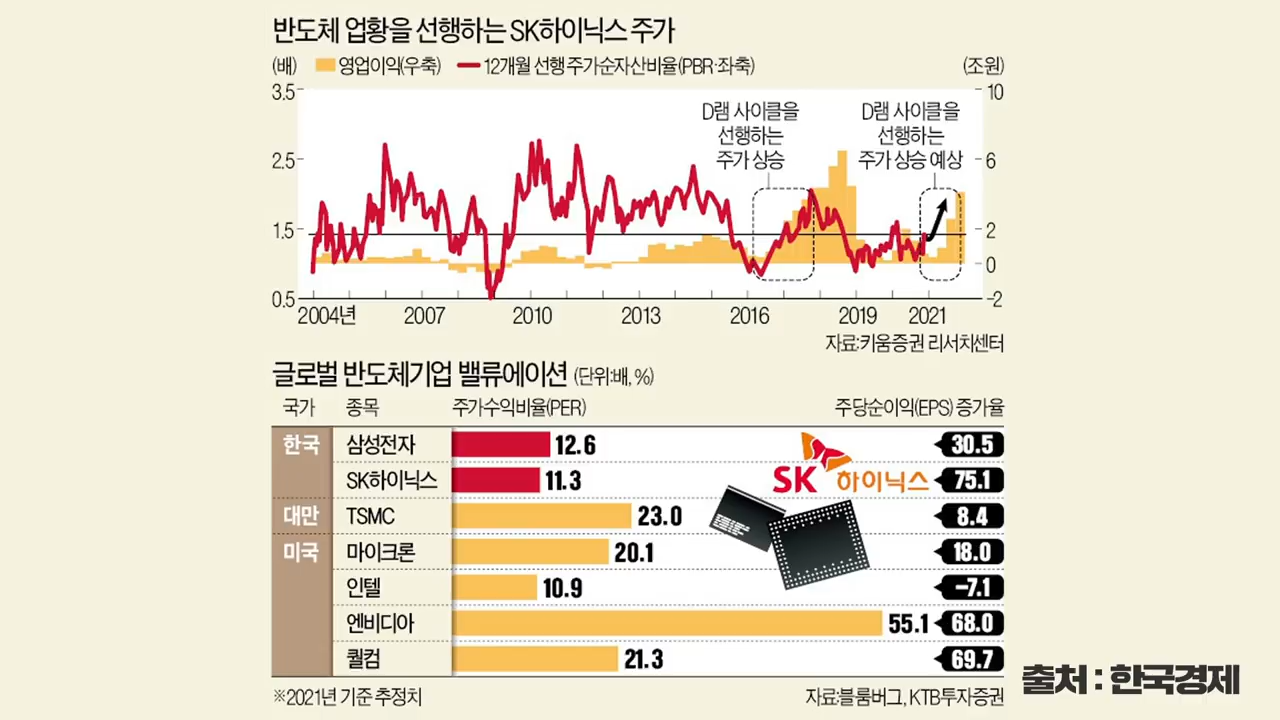 반도체 업황을 선행하는 SK하이닉스 주가
(배) 영업이익(우축) 12개월 선행 주가순자산비율(PBR·좌축) (조원)
3.5 10
D램 사이클을 선행하는 주가 상승
D램 사이클을 선행하는 주가 상승 예상
2.5 6
1.5 2
0
0.5 -2
2004년 2007 2010 2013 2016 2019 2021
자료:키움증권 리서치센터
글로벌 반도체기업 밸류에이션 (단위:배, %)
국가 종목 주가수익비율(PER) 주당순이익(EPS) 증가율
한국 삼성전자 12.6 30.5
SK하이닉스 11.3 75.1
SK 하이닉스
대만 TSMC 23.0 8.4
미국 마이크론 20.1 18.0
인텔 10.9 -7.1
엔비디아 55.1 68.0
퀄컴 21.3 69.7
※2021년 기준 추정치 자료:블룸버그, KTB투자증권
출처 : 한국경제